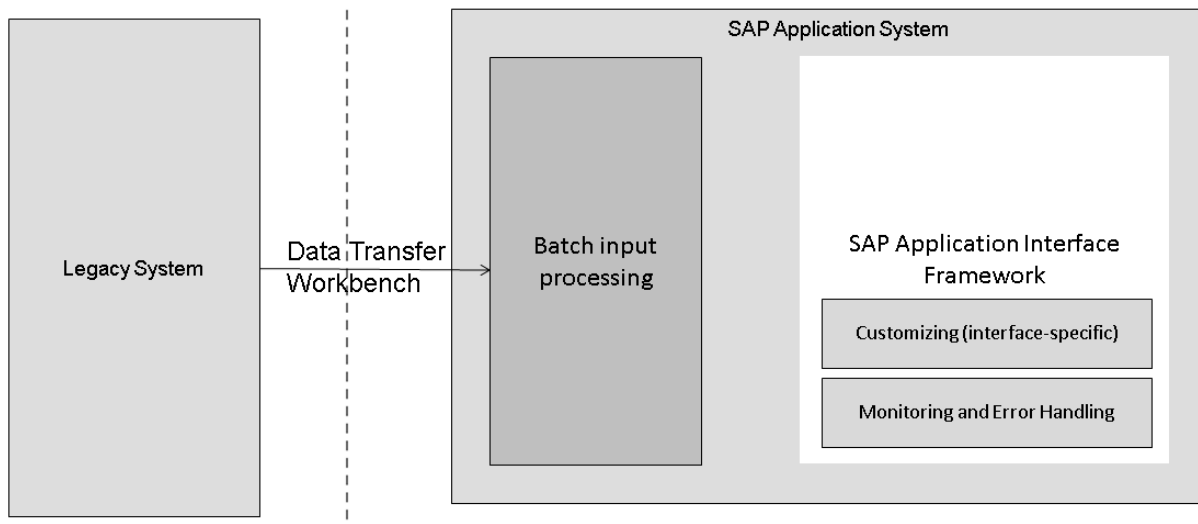 SAP Application System
Legacy System
Data Transfer
Workbench
Batch input
processing
SAP Application Interface
Framework
Customizing (interface-specific)
Monitoring and Error Handling